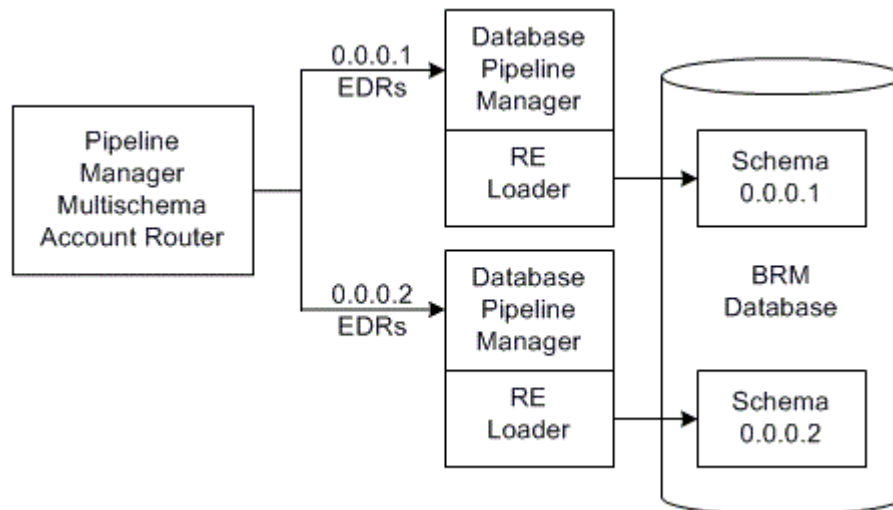 Pipeline
Manager
Multischema
Account Router
0.0.0.1
EDRs
Database
Pipeline
Manager
RE
Loader
Schema
0.0.0.1
0.0.0.2
EDRs
Database
Pipeline
Manager
RE
Loader
BRM
Database
Schema
0.0.0.2